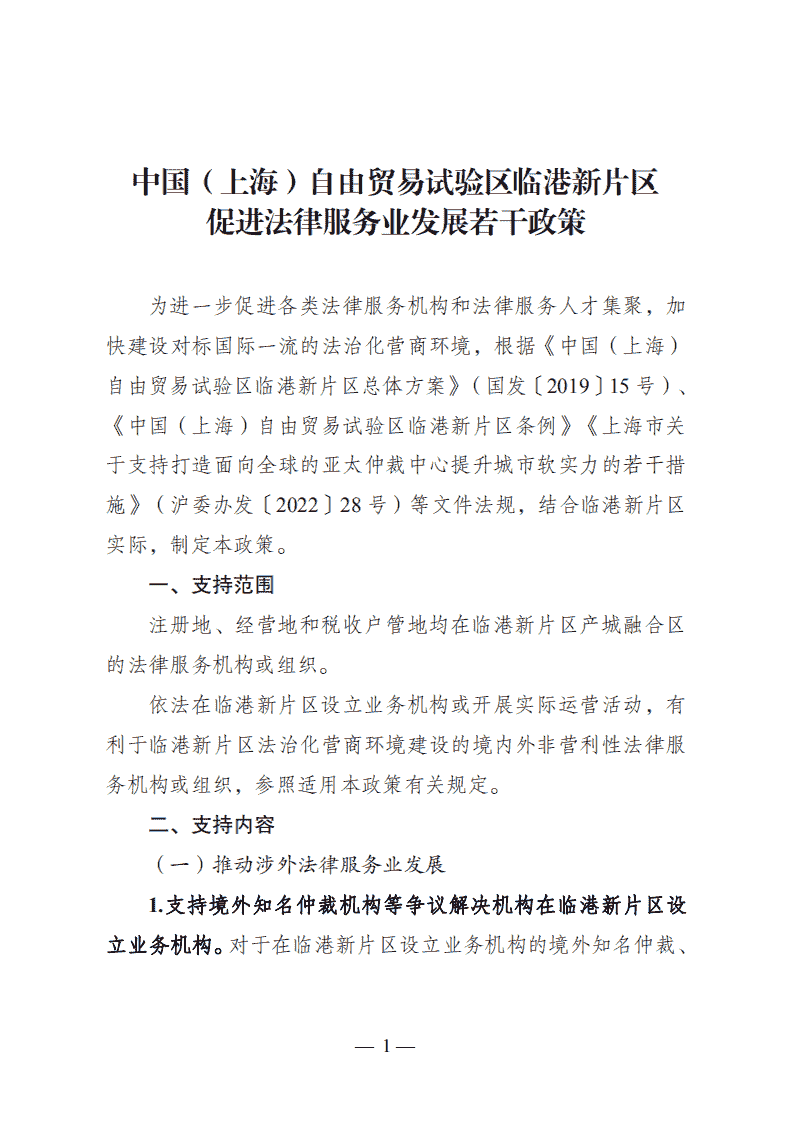 中国（上海）自由贸易试验区临港新片区
促进法律服务业发展若干政策
为进一步促进各类法律服务机构和法律服务人才集聚，加
快建设对标国际一流的法治化营商环境，根据《中国（上海）
自由贸易试验区临港新片区总体方案》（国发〔2019〕15 号）、
《中国（上海）自由贸易试验区临港新片区条例》《上海市关
于支持打造面向全球的亚太仲裁中心提升城市软实力的若干措
施》（沪委办发〔2022〕28 号）等文件法规，结合临港新片区
实际，制定本政策。
一、支持范围
注册地、经营地和税收户管地均在临港新片区产城融合区
的法律服务机构或组织。
依法在临港新片区设立业务机构或开展实际运营活动，有
利于临港新片区法治化营商环境建设的境内外非营利性法律服
务机构或组织，参照适用本政策有关规定。
二、支持内容
（一）推动涉外法律服务业发展
1.支持境外知名仲裁机构等争议解决机构在临港新片区设
立业务机构。对于在临港新片区设立业务机构的境外知名仲裁、
— 1 —